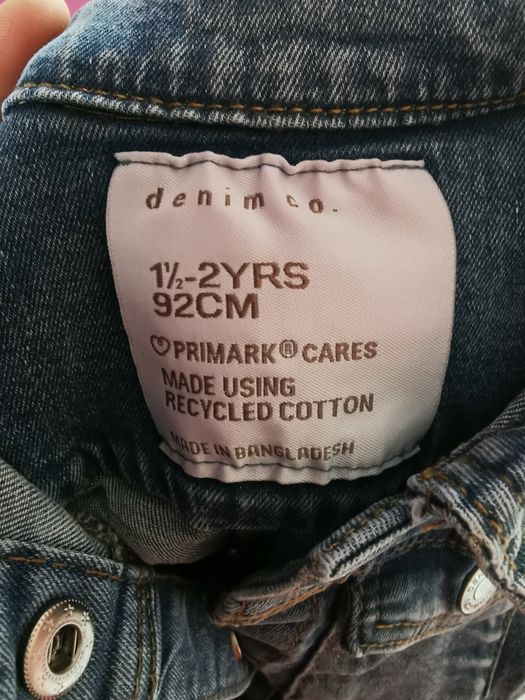 denim co.
1½-2YRS
92CM
PRIMARK® CARES
MADE USING
RECYCLED COTTON
MADE IN BANGLADESH